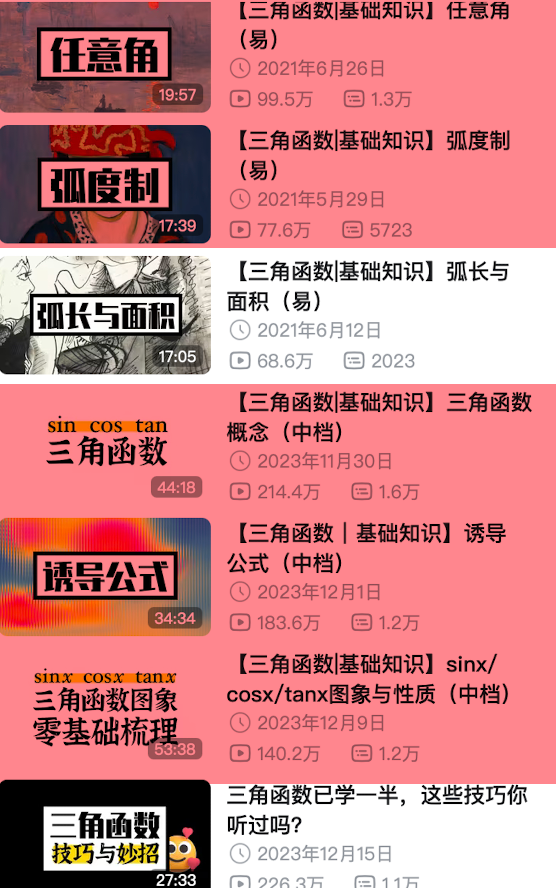 任意角
19:57
【三角函数|基础知识】任意角
（易）
2021年6月26日
99.5万 1.3万
弧度制
17:39
【三角函数|基础知识】弧度制
（易）
2021年5月29日
77.6万 5723
弧长与面积
17:05
【三角函数|基础知识】弧长与
面积（易）
2021年6月12日
68.6万 2023
sin cos tan
三角函数
44:18
【三角函数|基础知识】三角函数
概念（中档）
2023年11月30日
214.4万 1.6万
诱导公式
34:34
【三角函数｜基础知识】诱导
公式（中档）
2023年12月1日
183.6万 1.2万
sinx cosx tanx
三角函数图象
零基础梳理
53:38
【三角函数|基础知识】sinx/
cosx/tanx图象与性质（中档）
2023年12月9日
140.2万 1.2万
三角函数
技巧与妙招
27:33
三角函数已学一半，这些技巧你
听过吗？
2023年12月15日
226.3万 1.1万